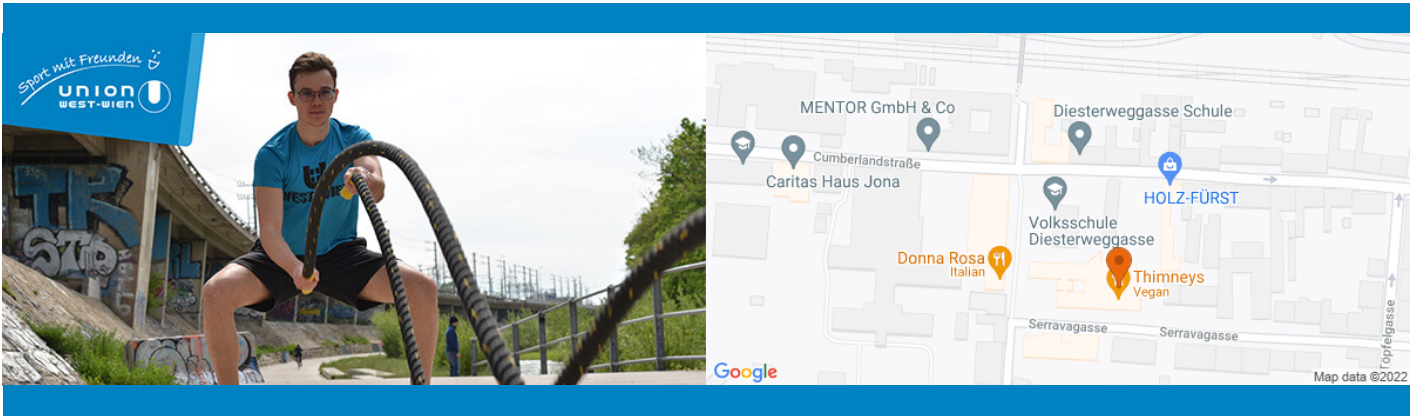 Sport mit Freunden
UNION
WEST-WIEN
MENTOR GmbH & Co
Diesterweggasse Schule
Cumberlandstraße
Caritas Haus Jona
HOLZ-FÜRST
Volksschule
Diesterweggasse
Donna Rosa
Italian
Thimneys
Vegan
Serravagasse
Serravagasse
Töpfelgasse
Google
Map data ©2022